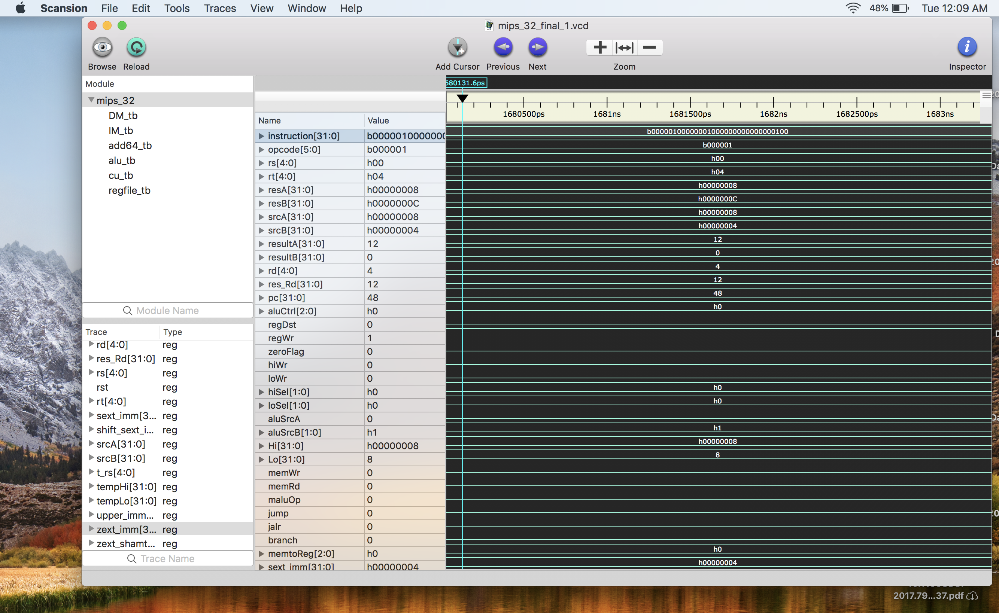 Scansion File Edit Tools Traces View Window Help 48% Tue 12:09 AM
mips_32_final_1.vcd
Browse Reload Add Cursor Previous Next Zoom Inspector
Module
mips_32
DM_tb
IM_tb
add64_tb
alu_tb
cu_tb
regfile_tb
Module Name
Trace Type
rd[4:0] reg
res_Rd[31:0] reg
rs[4:0] reg
rst reg
rt[4:0] reg
sext_imm[3... reg
shift_sext_i... reg
srcA[31:0] reg
srcB[31:0] reg
t_rs[4:0] reg
tempHi[31:0] reg
tempLo[31:0] reg
upper_imm... reg
zext_imm[3... reg
zext_shamt... reg
Trace Name
680131.6ps
1680500ps 1681ns 1681500ps 1682ns 1682500ps 1683ns
Name Value
instruction[31:0] b0000010000000 b00000100000001000000000000000100
opcode[5:0] b000001 b000001
rs[4:0] h00 h00
rt[4:0] h04 h04
resA[31:0] h00000008 h00000008
resB[31:0] h0000000C h0000000C
srcA[31:0] h00000008 h00000008
srcB[31:0] h00000004 h00000004
resultA[31:0] 12 12
resultB[31:0] 0 0
rd[4:0] 4 4
res_Rd[31:0] 12 12
pc[31:0] 48 48
aluCtrl[2:0] h0 h0
regDst 0
regWr 1
zeroFlag 0
hiWr 0
loWr 0
hiSel[1:0] h0 h0
loSel[1:0] h0 h0
aluSrcA 0
aluSrcB[1:0] h1 h1
Hi[31:0] h00000008 h00000008
Lo[31:0] 8 8
memWr 0
memRd 0
maluOp 0
jump 0
jalr 0
branch 0
memtoReg[2:0] h0 h0
sext_imm[31:0] h00000004 h00000004
2017.79...37.pdf